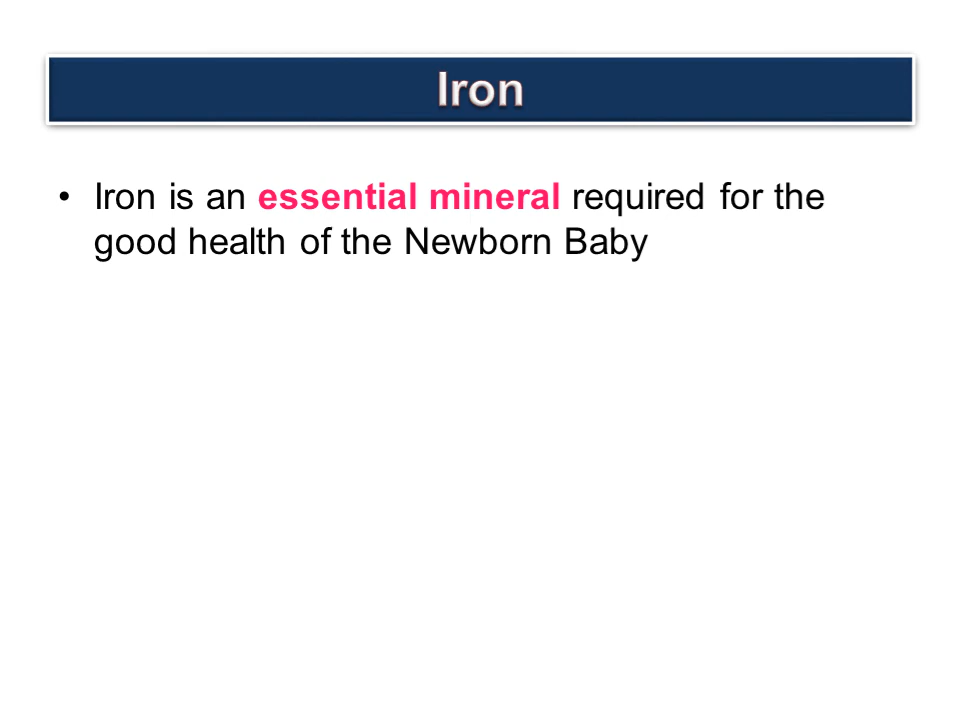 Iron
• Iron is an essential mineral required for the
good health of the Newborn Baby